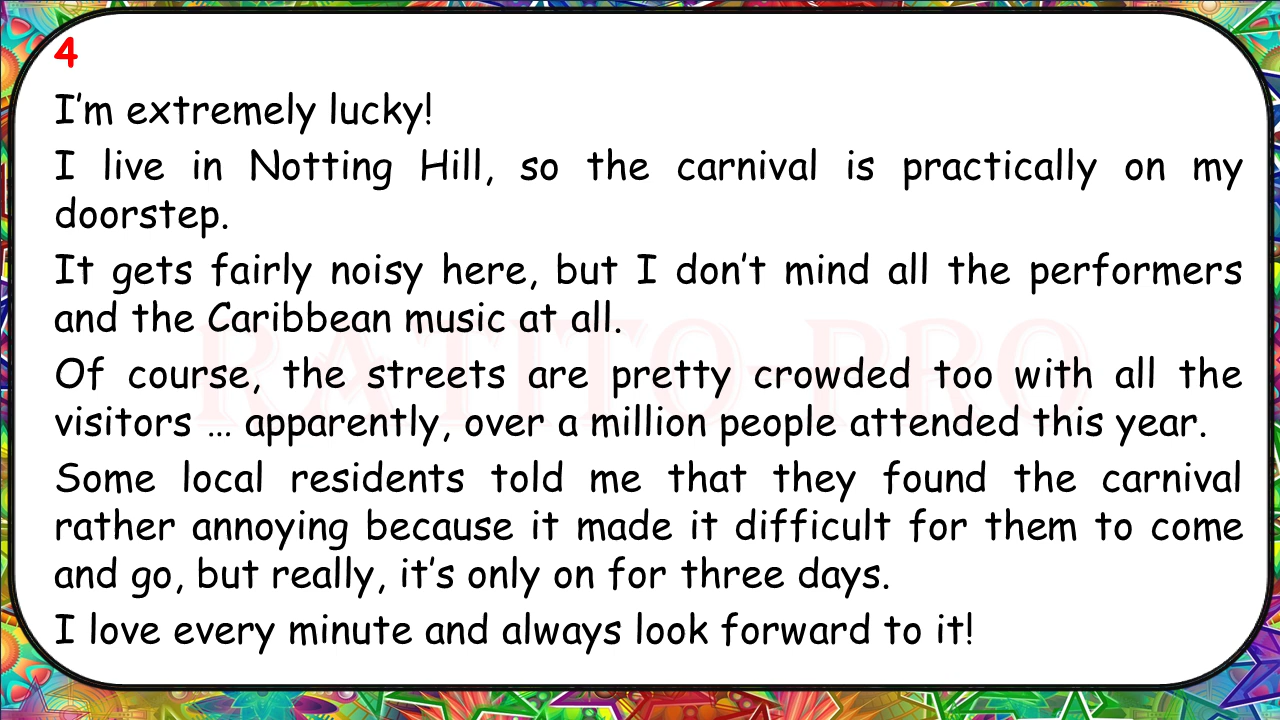 4
I'm extremely lucky!
I live in Notting Hill, so the carnival is practically on my
doorstep.
It gets fairly noisy here, but I don't mind all the performers
and the Caribbean music at all.
Of course, the streets are pretty crowded too with all the
visitors … apparently, over a million people attended this year.
Some local residents told me that they found the carnival
rather annoying because it made it difficult for them to come
and go, but really, it's only on for three days.
I love every minute and always look forward to it!
RATITO PRO